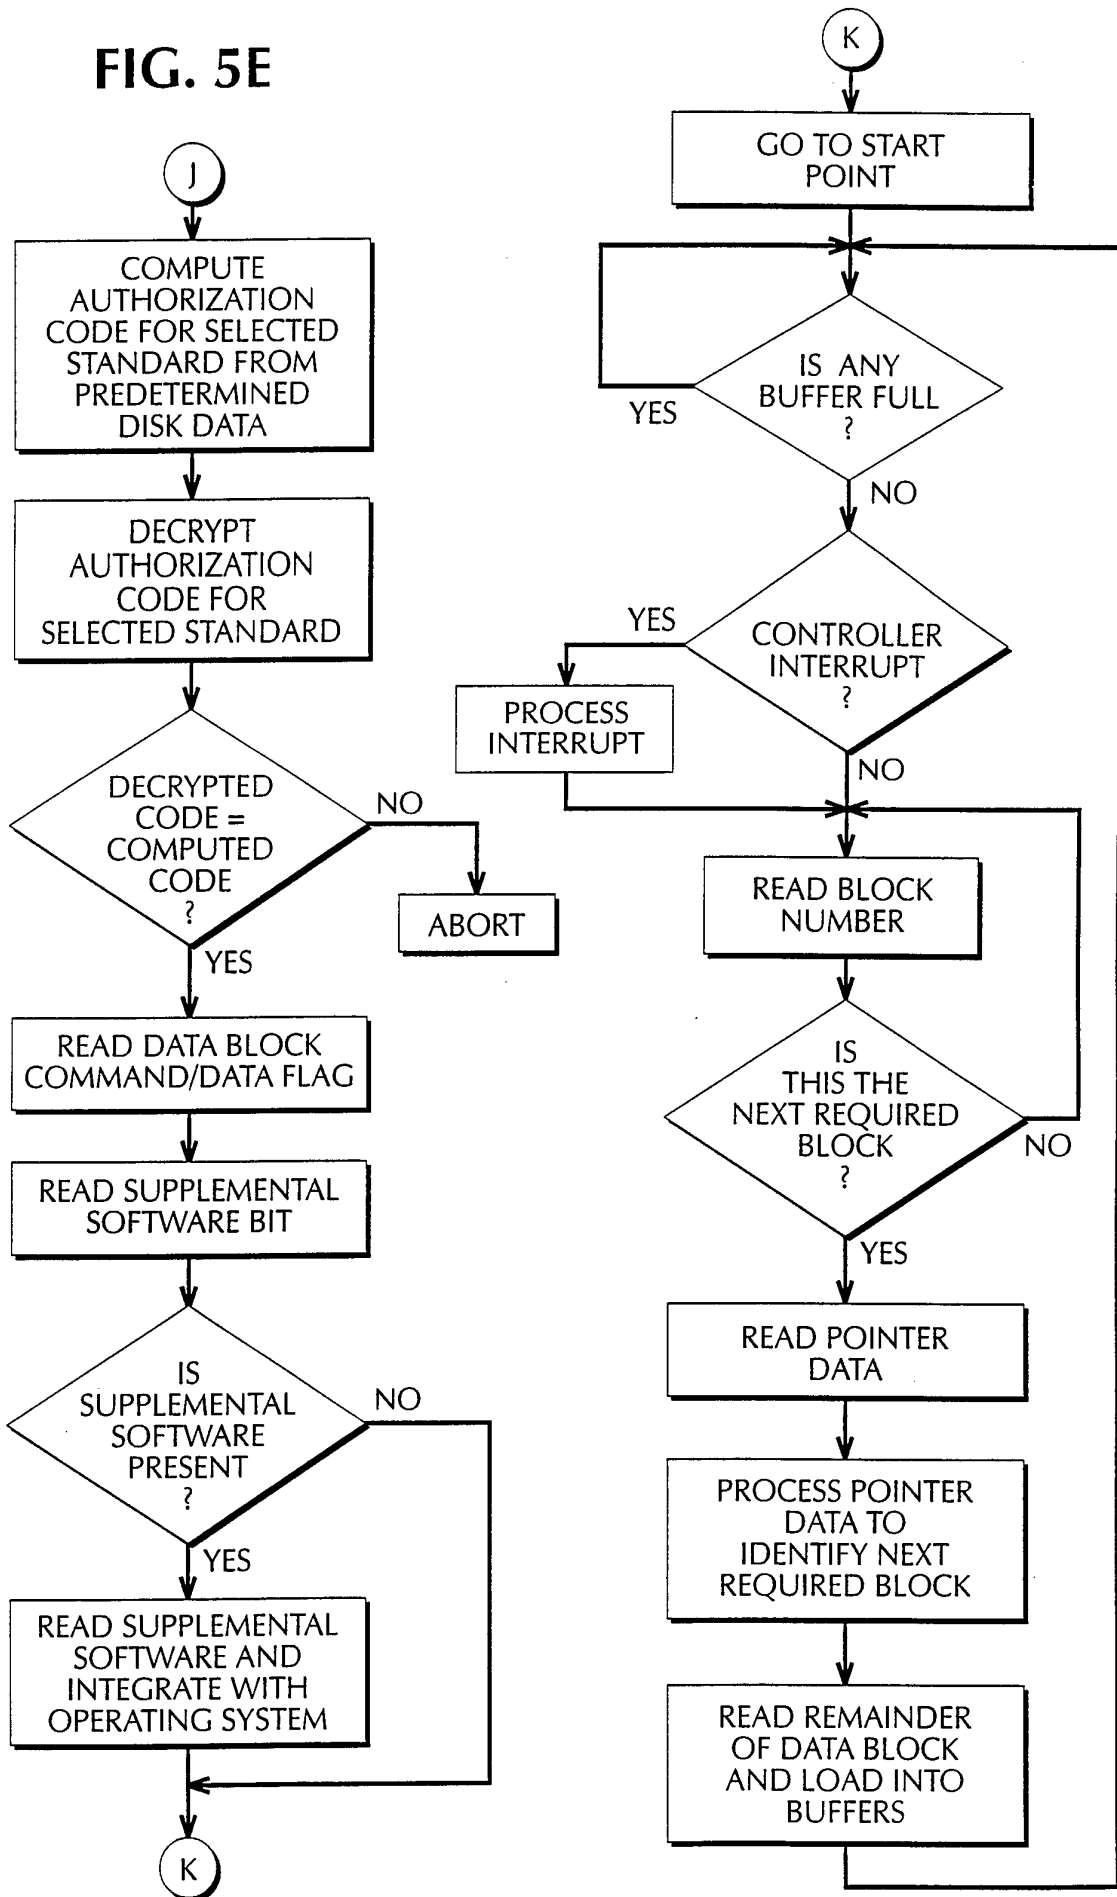 FIG. 5E
J
COMPUTE
AUTHORIZATION
CODE FOR SELECTED
STANDARD FROM
PREDETERMINED
DISK DATA
DECRYPT
AUTHORIZATION
CODE FOR
SELECTED STANDARD
DECRYPTED
CODE =
COMPUTED
CODE
?
NO
ABORT
YES
READ DATA BLOCK
COMMAND/DATA FLAG
READ SUPPLEMENTAL
SOFTWARE BIT
IS
SUPPLEMENTAL
SOFTWARE
PRESENT
?
NO
YES
READ SUPPLEMENTAL
SOFTWARE AND
INTEGRATE WITH
OPERATING SYSTEM
K
K
GO TO START
POINT
IS ANY
BUFFER FULL
?
YES
NO
CONTROLLER
INTERRUPT
?
YES
PROCESS
INTERRUPT
NO
READ BLOCK
NUMBER
IS
THIS THE
NEXT REQUIRED
BLOCK
?
NO
YES
READ POINTER
DATA
PROCESS POINTER
DATA TO
IDENTIFY NEXT
REQUIRED BLOCK
READ REMAINDER
OF DATA BLOCK
AND LOAD INTO
BUFFERS